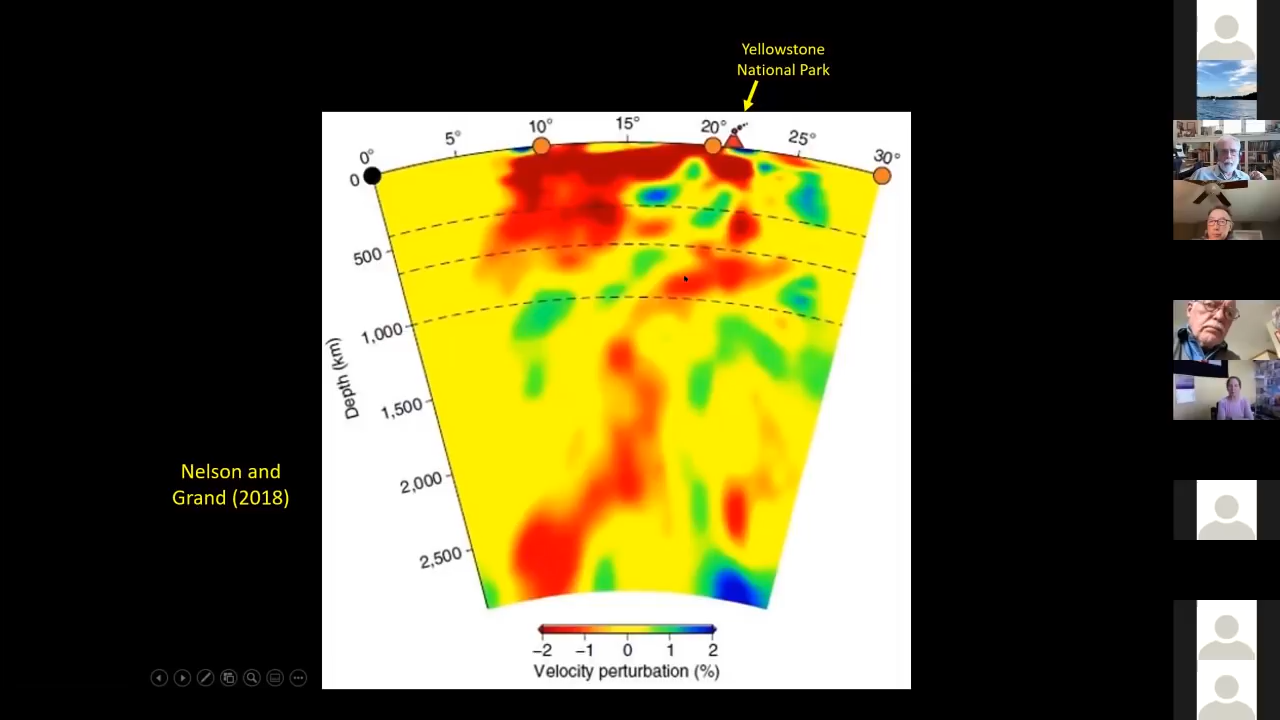 Yellowstone
National Park
0°
5°
10°
15°
20°
25°
30°
0
500
1,000
1,500
2,000
2,500
Depth (km)
Nelson and
Grand (2018)
−2 −1 0 1 2
Velocity perturbation (%)